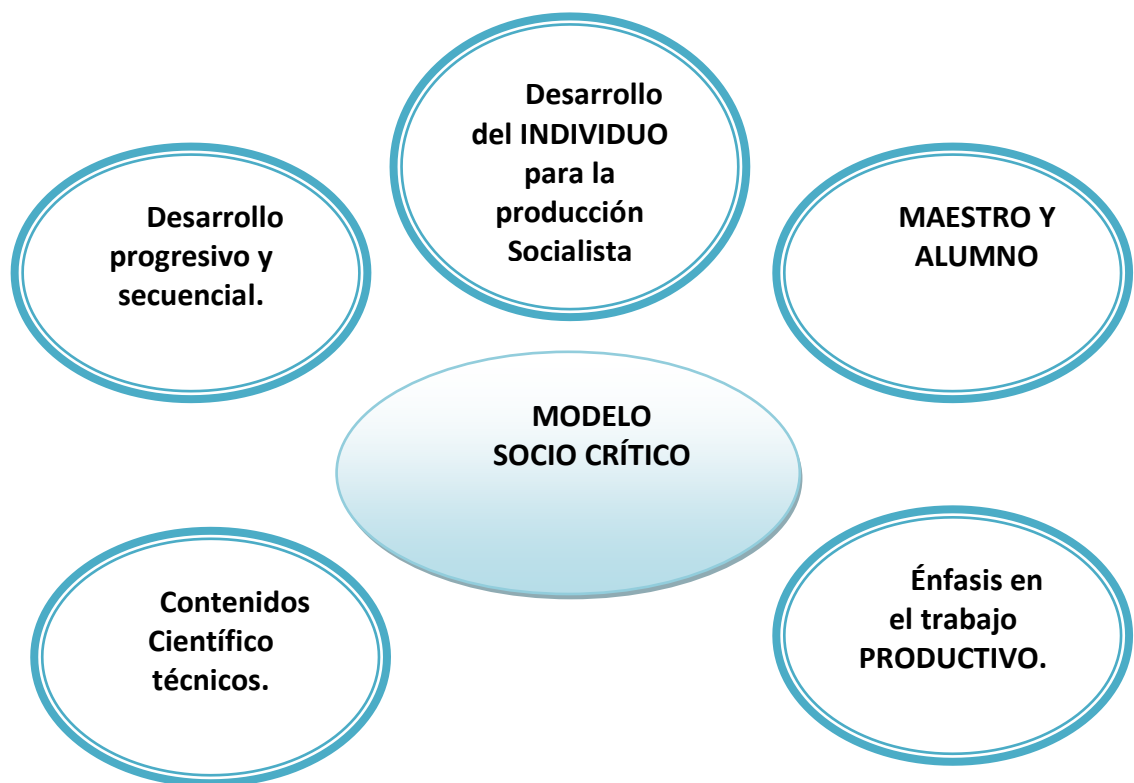 Desarrollo
del INDIVIDUO
para la
producción
Socialista
Desarrollo
progresivo y
secuencial.
MAESTRO Y
ALUMNO
MODELO
SOCIO CRÍTICO
Contenidos
Científico
técnicos.
Énfasis en
el trabajo
PRODUCTIVO.